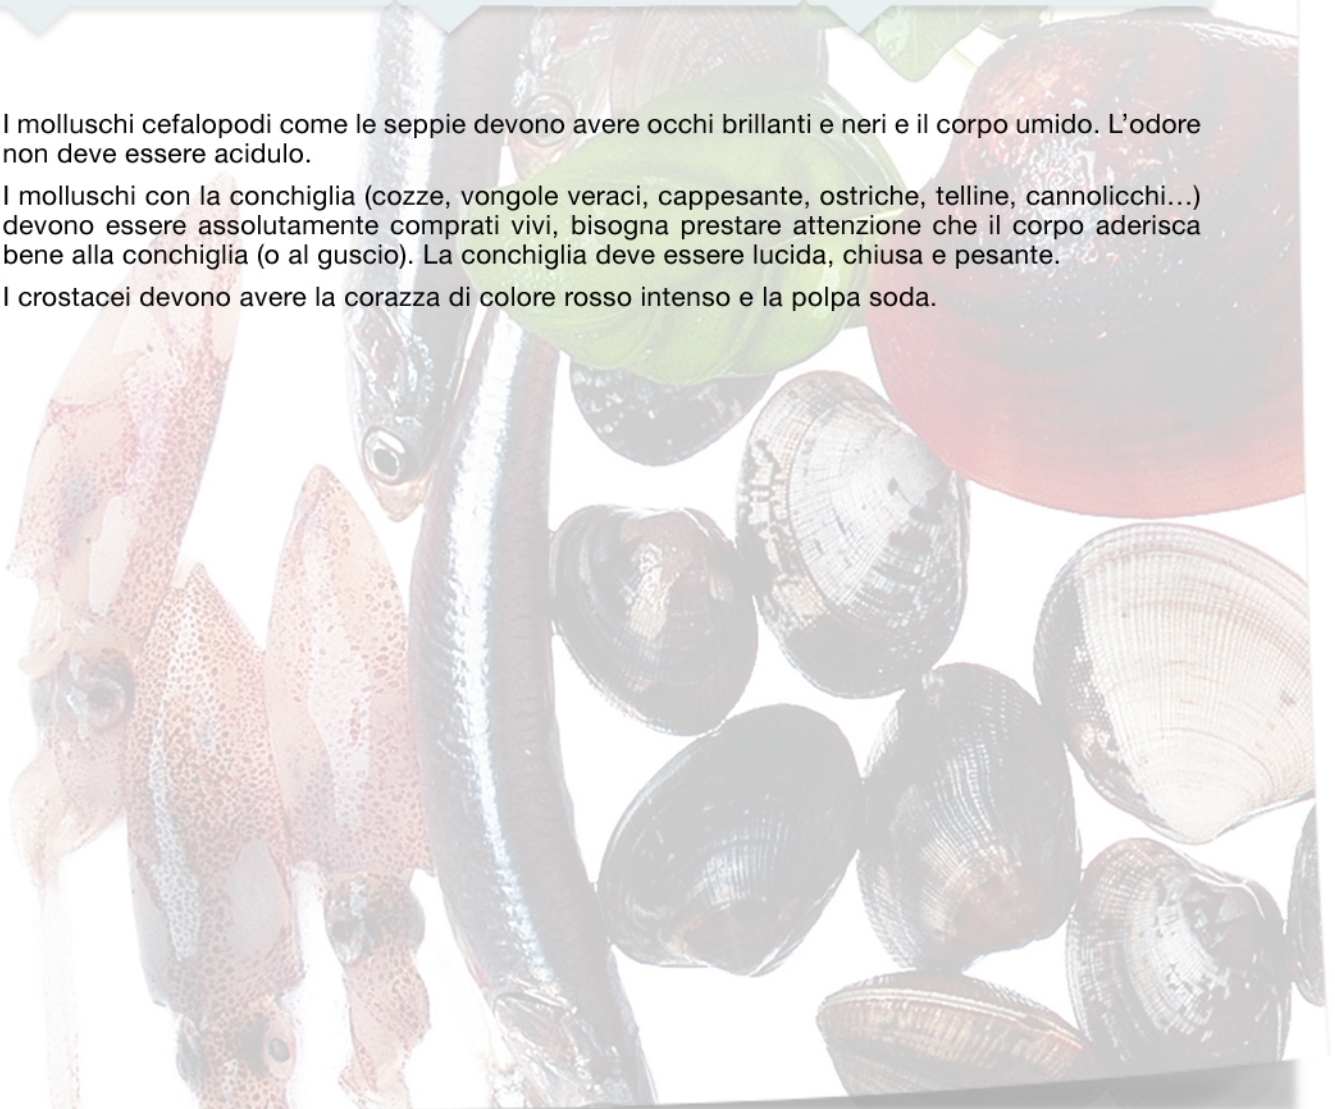 I molluschi cefalopodi come le seppie devono avere occhi brillanti e neri e il corpo umido. L’odore
non deve essere acidulo.
I molluschi con la conchiglia (cozze, vongole veraci, cappesante, ostriche, telline, cannolicchi…)
devono essere assolutamente comprati vivi, bisogna prestare attenzione che il corpo aderisca
bene alla conchiglia (o al guscio). La conchiglia deve essere lucida, chiusa e pesante.
I crostacei devono avere la corazza di colore rosso intenso e la polpa soda.